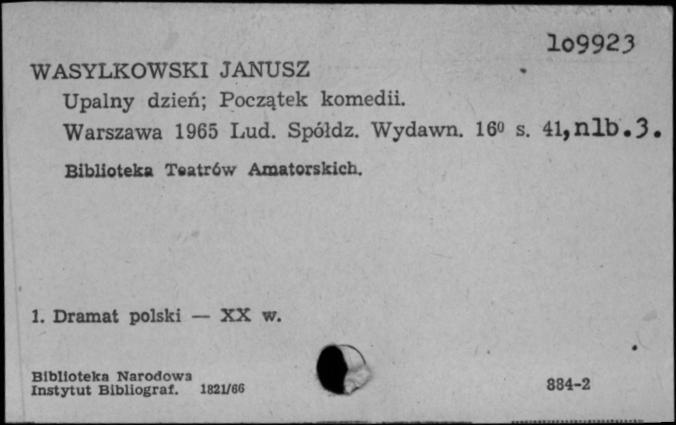 109923
WASYLKOWSKI JANUSZ
Upalny dzień; Początek komedii.
Warszawa 1965 Lud. Spółdz. Wydawn. 16⁰ s. 41, nlb. 3.
Biblioteka Teatrów Amatorskich.
1. Dramat polski — XX w.
Biblioteka Narodowa
Instytut Bibliograf. 1821/66
884-2